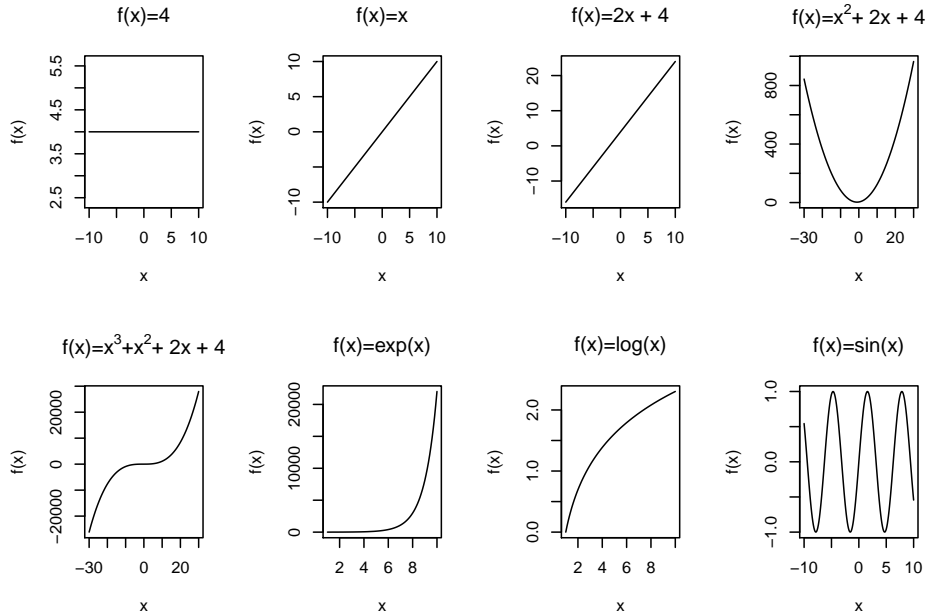 f(x)=4
f(x)
2.5 3.5 4.5 5.5
−10 0 5 10
x
f(x)=x
f(x)
−10 0 5 10
−10 0 5 10
x
f(x)=2x + 4
f(x)
−10 0 10 20
−10 0 5 10
x
f(x)=x²+ 2x + 4
f(x)
0 400 800
−30 0 20
x
f(x)=x³+x²+ 2x + 4
f(x)
−20000 0 20000
−30 0 20
x
f(x)=exp(x)
f(x)
0 10000 20000
2 4 6 8
x
f(x)=log(x)
f(x)
0.0 1.0 2.0
2 4 6 8
x
f(x)=sin(x)
f(x)
−1.0 0.0 1.0
−10 0 5 10
x